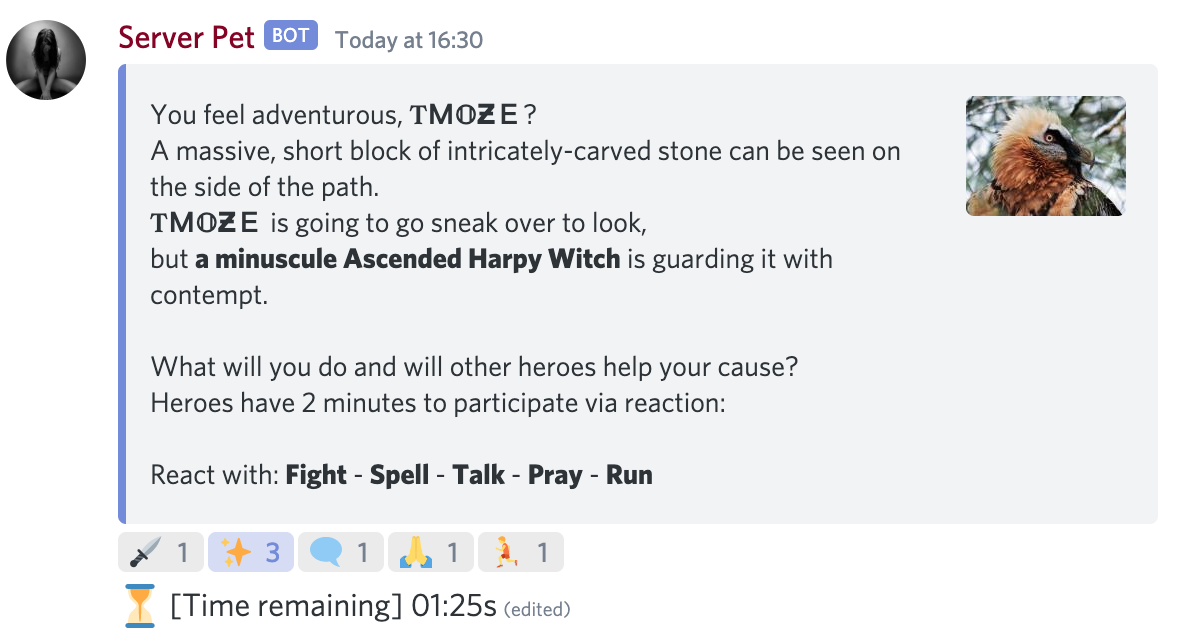 Server Pet BOT Today at 16:30
You feel adventurous, 𝐓𝗠𝕆𝗭𝗘 ?
A massive, short block of intricately-carved stone can be seen on
the side of the path.
𝐓𝗠𝕆𝗭𝗘 is going to go sneak over to look,
but a minuscule Ascended Harpy Witch is guarding it with
contempt.
What will you do and will other heroes help your cause?
Heroes have 2 minutes to participate via reaction:
React with: Fight - Spell - Talk - Pray - Run
🗡️ 1 ✨ 3 🗨️ 1 🙏 1 🏃 1
⏳ [Time remaining] 01:25s (edited)